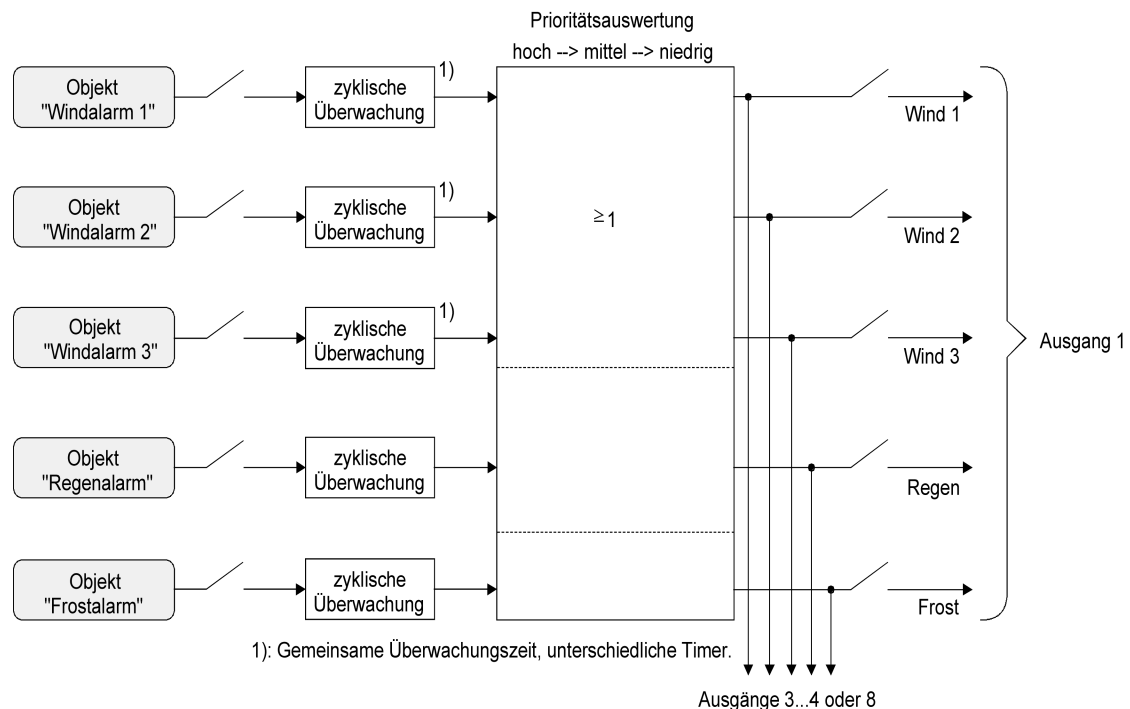 Prioritätsauswertung
hoch --> mittel --> niedrig
Objekt
"Windalarm 1"
zyklische
Überwachung
1)
Wind 1
Objekt
"Windalarm 2"
zyklische
Überwachung
1)
≥1
Wind 2
Objekt
"Windalarm 3"
zyklische
Überwachung
1)
Wind 3
Ausgang 1
Objekt
"Regenalarm"
zyklische
Überwachung
Regen
Objekt
"Frostalarm"
zyklische
Überwachung
Frost
1): Gemeinsame Überwachungszeit, unterschiedliche Timer.
Ausgänge 3...4 oder 8